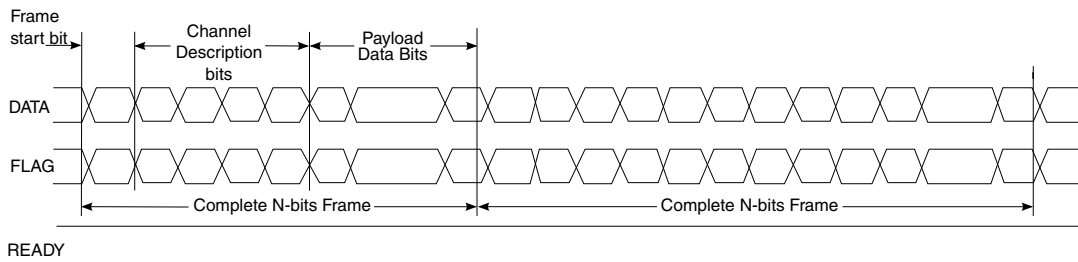 Frame
start bit
Channel
Description
bits
Payload
Data Bits
DATA
FLAG
Complete N-bits Frame
Complete N-bits Frame
READY